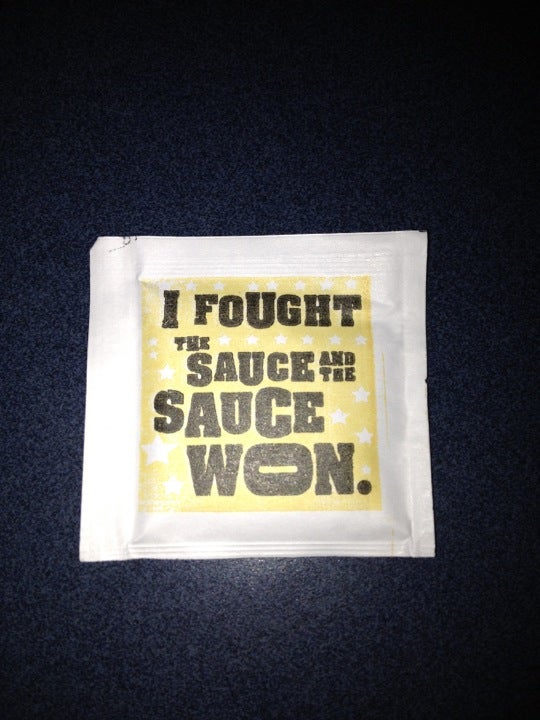 I FOUGHT
THE
SAUCE AND THE
SAUCE
WON.